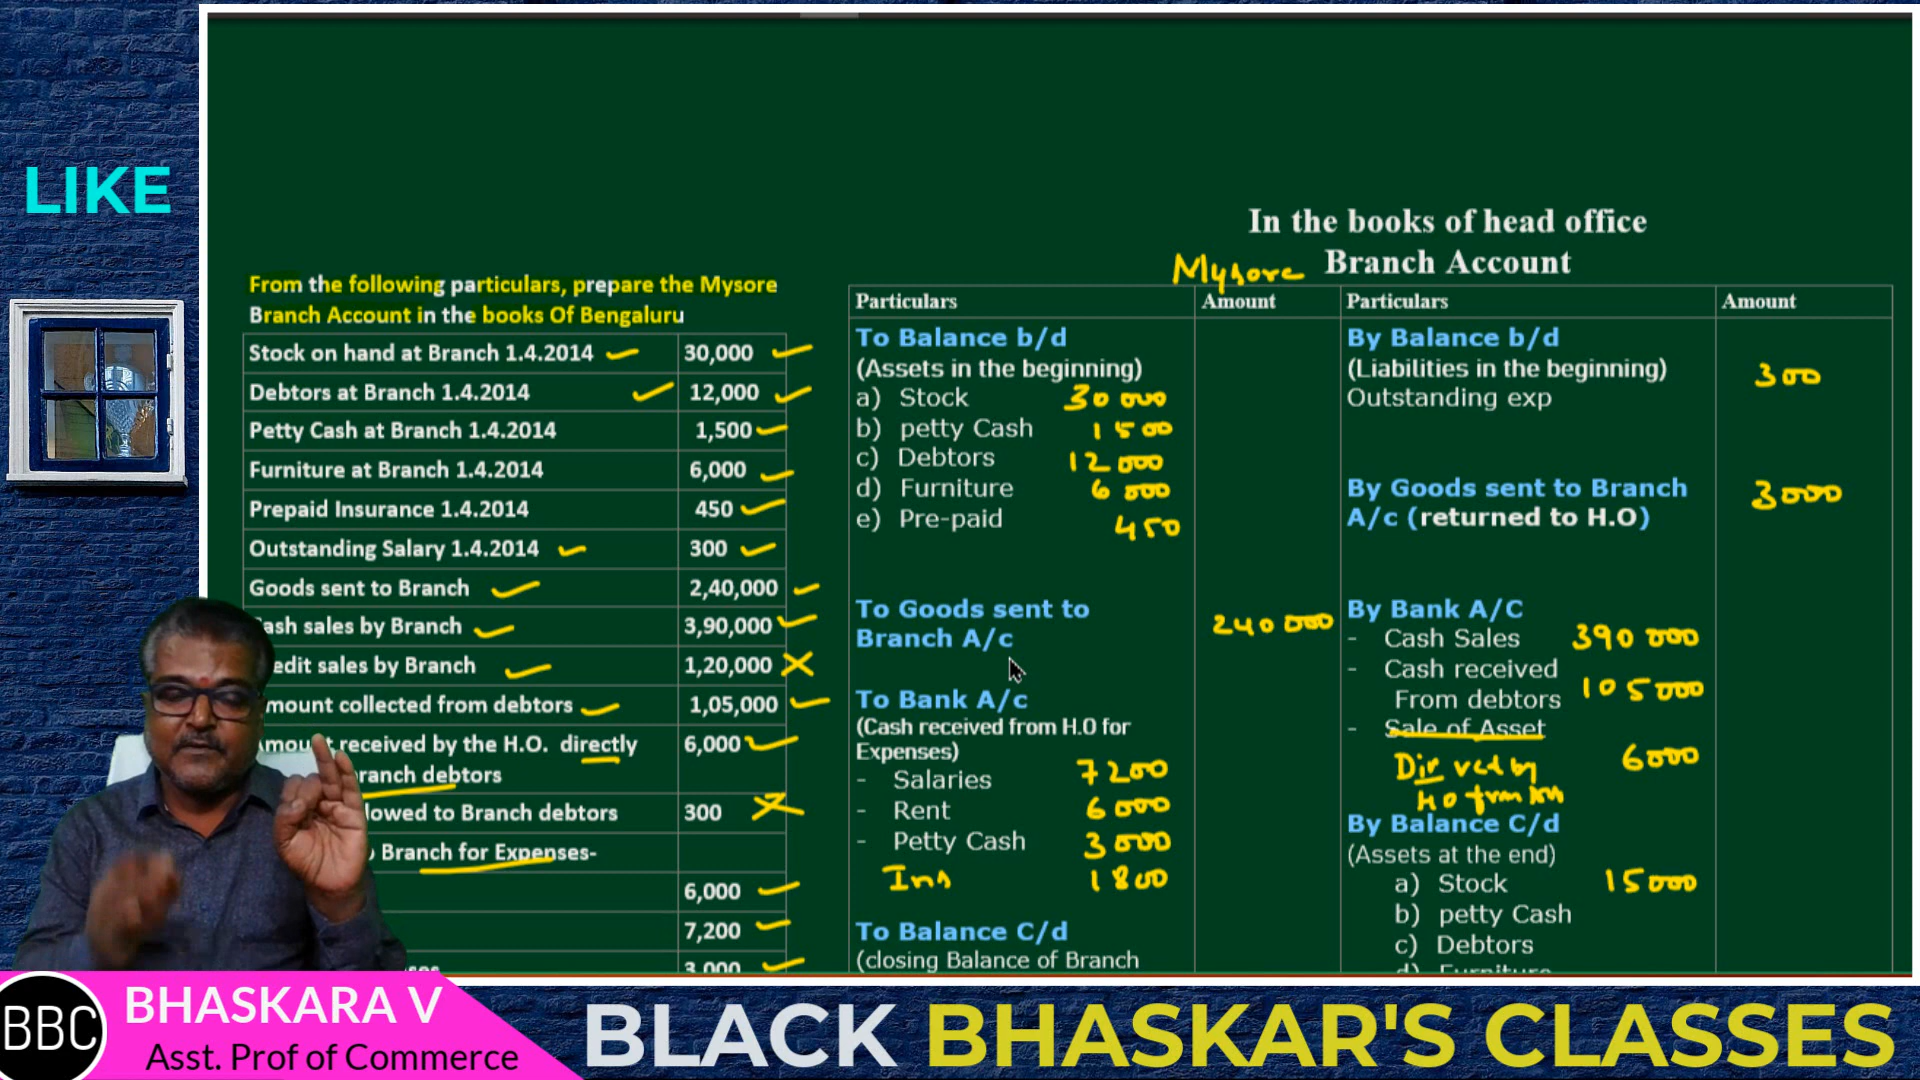 LIKE
In the books of head office
Mysore Branch Account
From the following particulars, prepare the Mysore
Branch Account in the books Of Bengaluru
Stock on hand at Branch 1.4.2014 30,000
Debtors at Branch 1.4.2014 12,000
Petty Cash at Branch 1.4.2014 1,500
Furniture at Branch 1.4.2014 6,000
Prepaid Insurance 1.4.2014 450
Outstanding Salary 1.4.2014 300
Goods sent to Branch 2,40,000
ash sales by Branch 3,90,000
edit sales by Branch 1,20,000
mount collected from debtors 1,05,000
received by the H.O. directly 6,000
ranch debtors
lowed to Branch debtors 300
Branch for Expenses-
6,000
7,200
3,000
Particulars Amount Particulars Amount
To Balance b/d
(Assets in the beginning)
a) Stock 30000
b) petty Cash 1500
c) Debtors 12000
d) Furniture 6000
e) Pre-paid 450
To Goods sent to
Branch A/c 240000
To Bank A/c
(Cash received from H.O for
Expenses)
- Salaries 7200
- Rent 6000
- Petty Cash 3000
Ins 1800
To Balance C/d
(closing Balance of Branch
By Balance b/d
(Liabilities in the beginning) 300
Outstanding exp
By Goods sent to Branch 3000
A/c (returned to H.O)
By Bank A/C
- Cash Sales 390000
- Cash received
From debtors 105000
- Sale of Asset
Dir rcd by 6000
HO from
By Balance C/d
(Assets at the end)
a) Stock 15000
b) petty Cash
c) Debtors
d) Furniture
BBC
BHASKARA V
Asst. Prof of Commerce
BLACK BHASKAR'S CLASSES